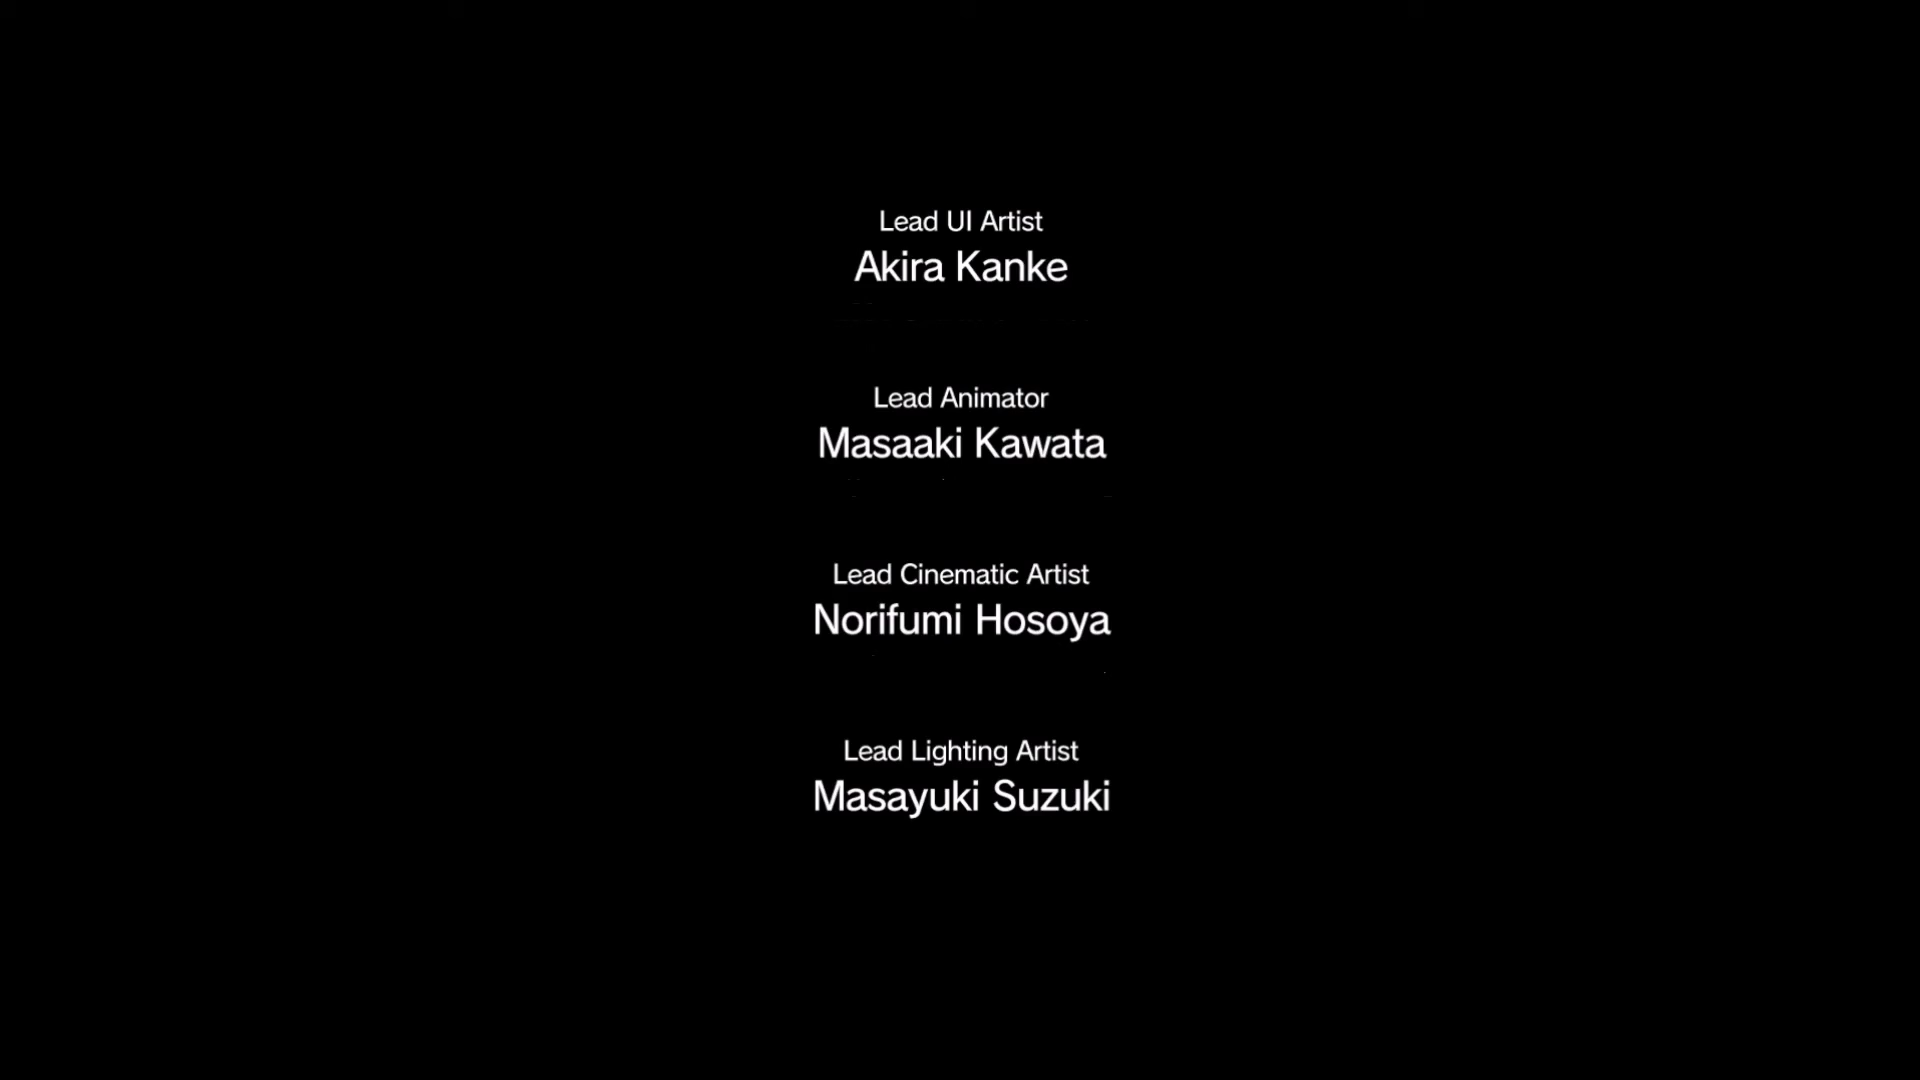 Lead UI Artist
Akira Kanke
Lead Animator
Masaaki Kawata
Lead Cinematic Artist
Norifumi Hosoya
Lead Lighting Artist
Masayuki Suzuki